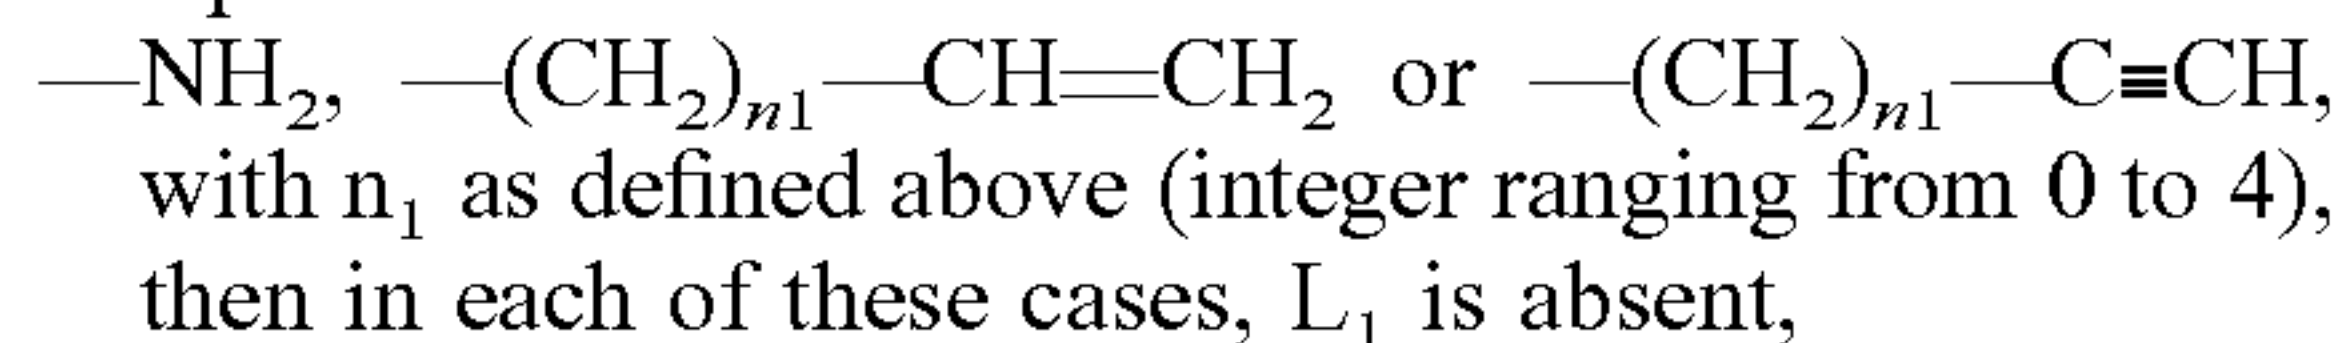 —NH₂, —(CH₂)ₙ₁—CH=CH₂ or —(CH₂)ₙ₁—C≡CH,
with n₁ as defined above (integer ranging from 0 to 4),
then in each of these cases, L₁ is absent,